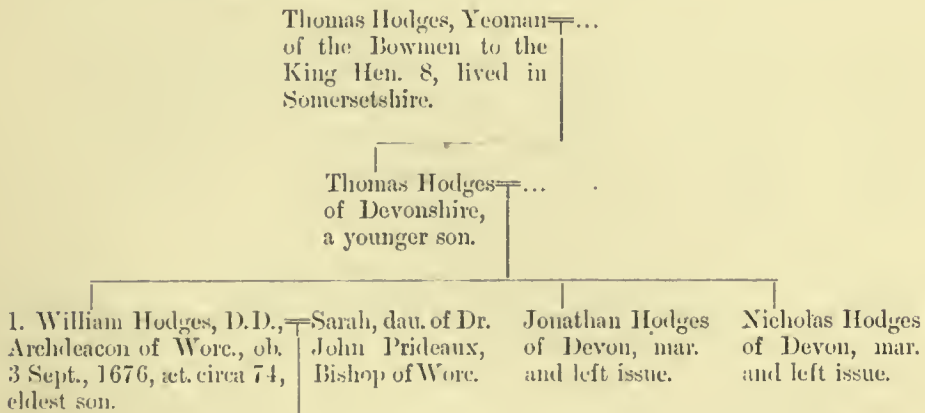 Thomas Hodges, Yeoman=...
of the Bowmen to the
King Hen. 8, lived in
Somersetshire.
Thomas Hodges=...
of Devonshire,
a younger son.
1. William Hodges, D.D.,=Sarah, dau. of Dr.
Archdeacon of Worc., ob.
3 Sept., 1676, æt. circa 74,
eldest son.
John Prideaux,
Bishop of Worc.
Jonathan Hodges
of Devon, mar.
and left issue.
Nicholas Hodges
of Devon, mar.
and left issue.